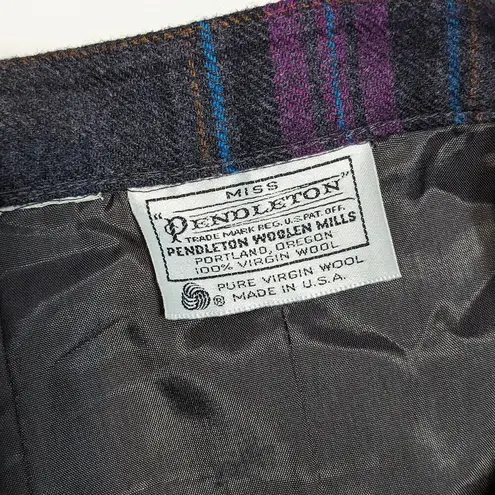 MISS
"PENDLETON"
TRADE MARK REG. U.S. PAT. OFF.
PENDLETON WOOLEN MILLS
PORTLAND, OREGON
100% VIRGIN WOOL
PURE VIRGIN WOOL
® MADE IN U.S.A.